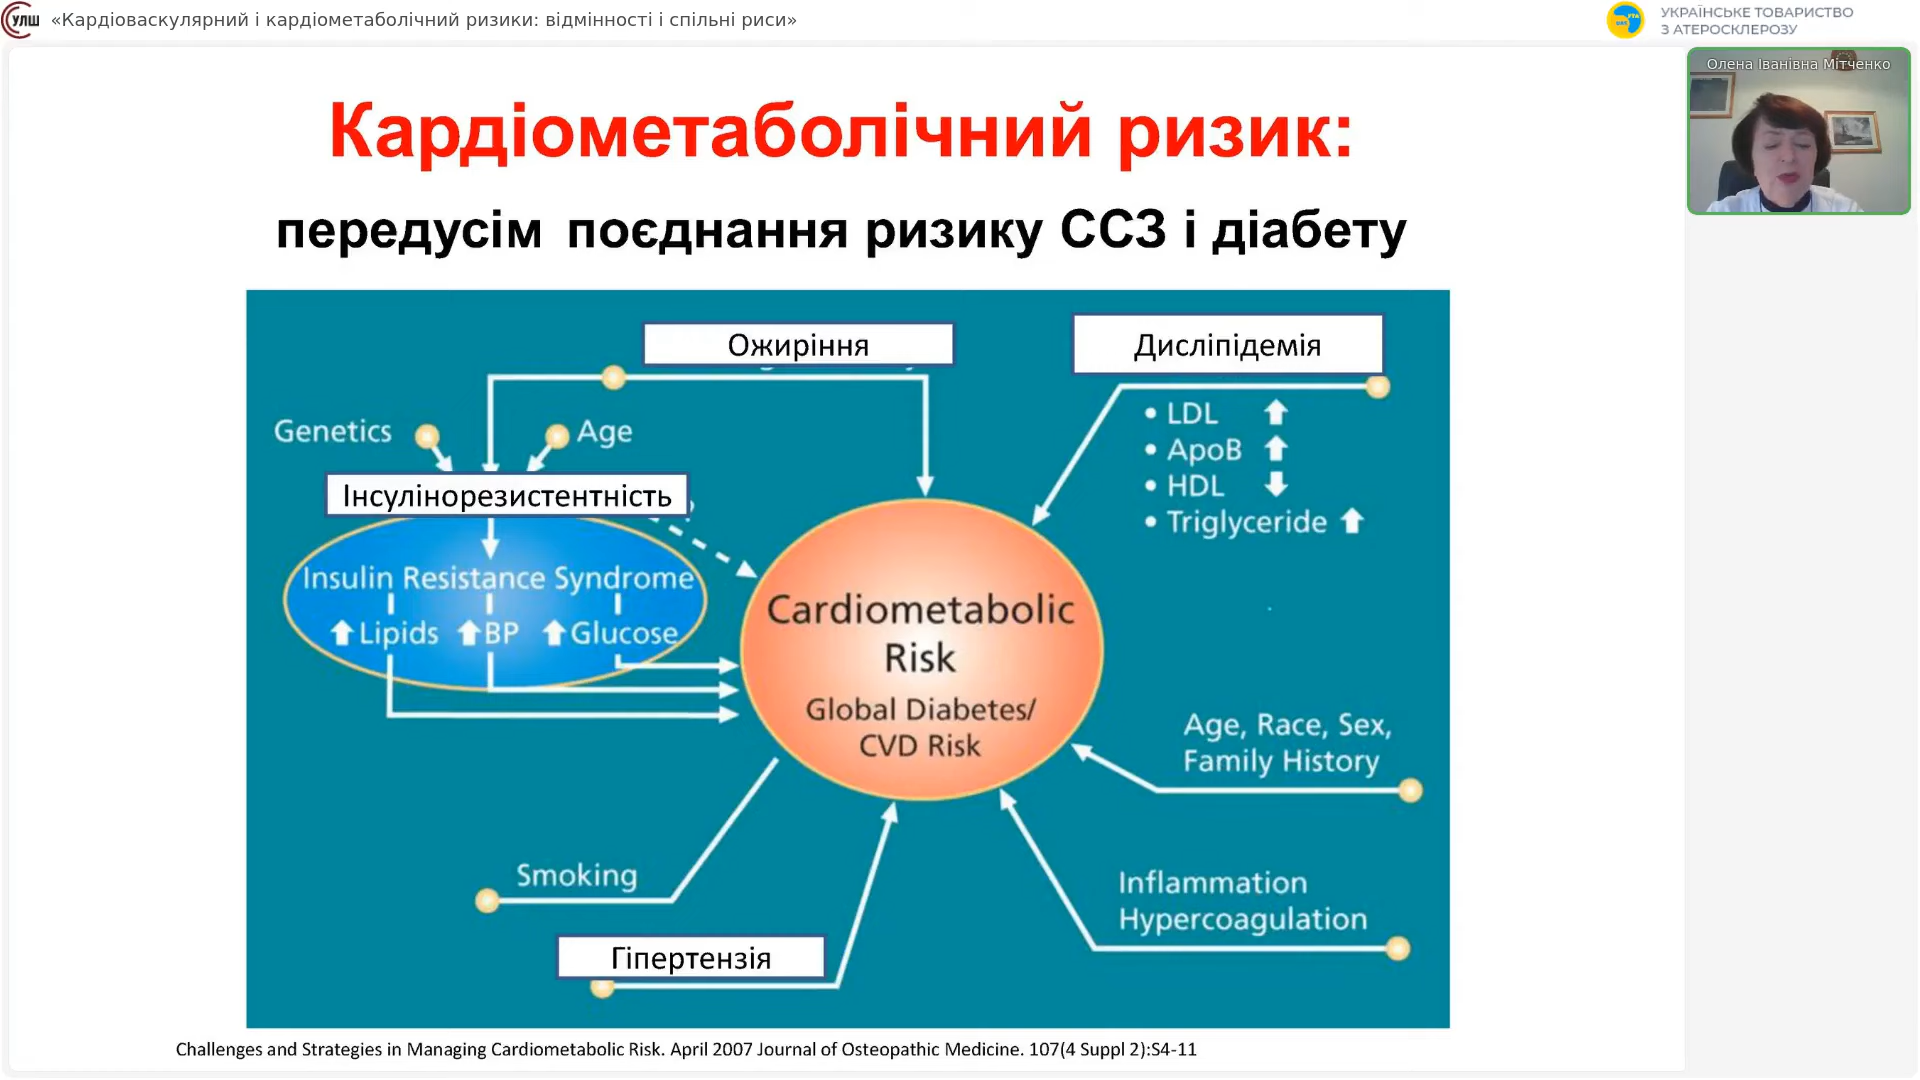 УЛШ «Кардіоваскулярний і кардіометаболічний ризики: відмінності і спільні риси»
УКРАЇНСЬКЕ ТОВАРИСТВО
З АТЕРОСКЛЕРОЗУ
Олена Іванівна Мітченко
Кардіометаболічний ризик:
передусім поєднання ризику ССЗ і діабету
Ожиріння
Дисліпідемія
• LDL
• ApoB
• HDL
• Triglyceride
Genetics
Age
Інсулінорезистентність
Insulin Resistance Syndrome
Lipids BP Glucose
Cardiometabolic
Risk
Global Diabetes/
CVD Risk
Age, Race, Sex,
Family History
Smoking
Inflammation
Hypercoagulation
Гіпертензія
Challenges and Strategies in Managing Cardiometabolic Risk. April 2007 Journal of Osteopathic Medicine. 107(4 Suppl 2):S4-11